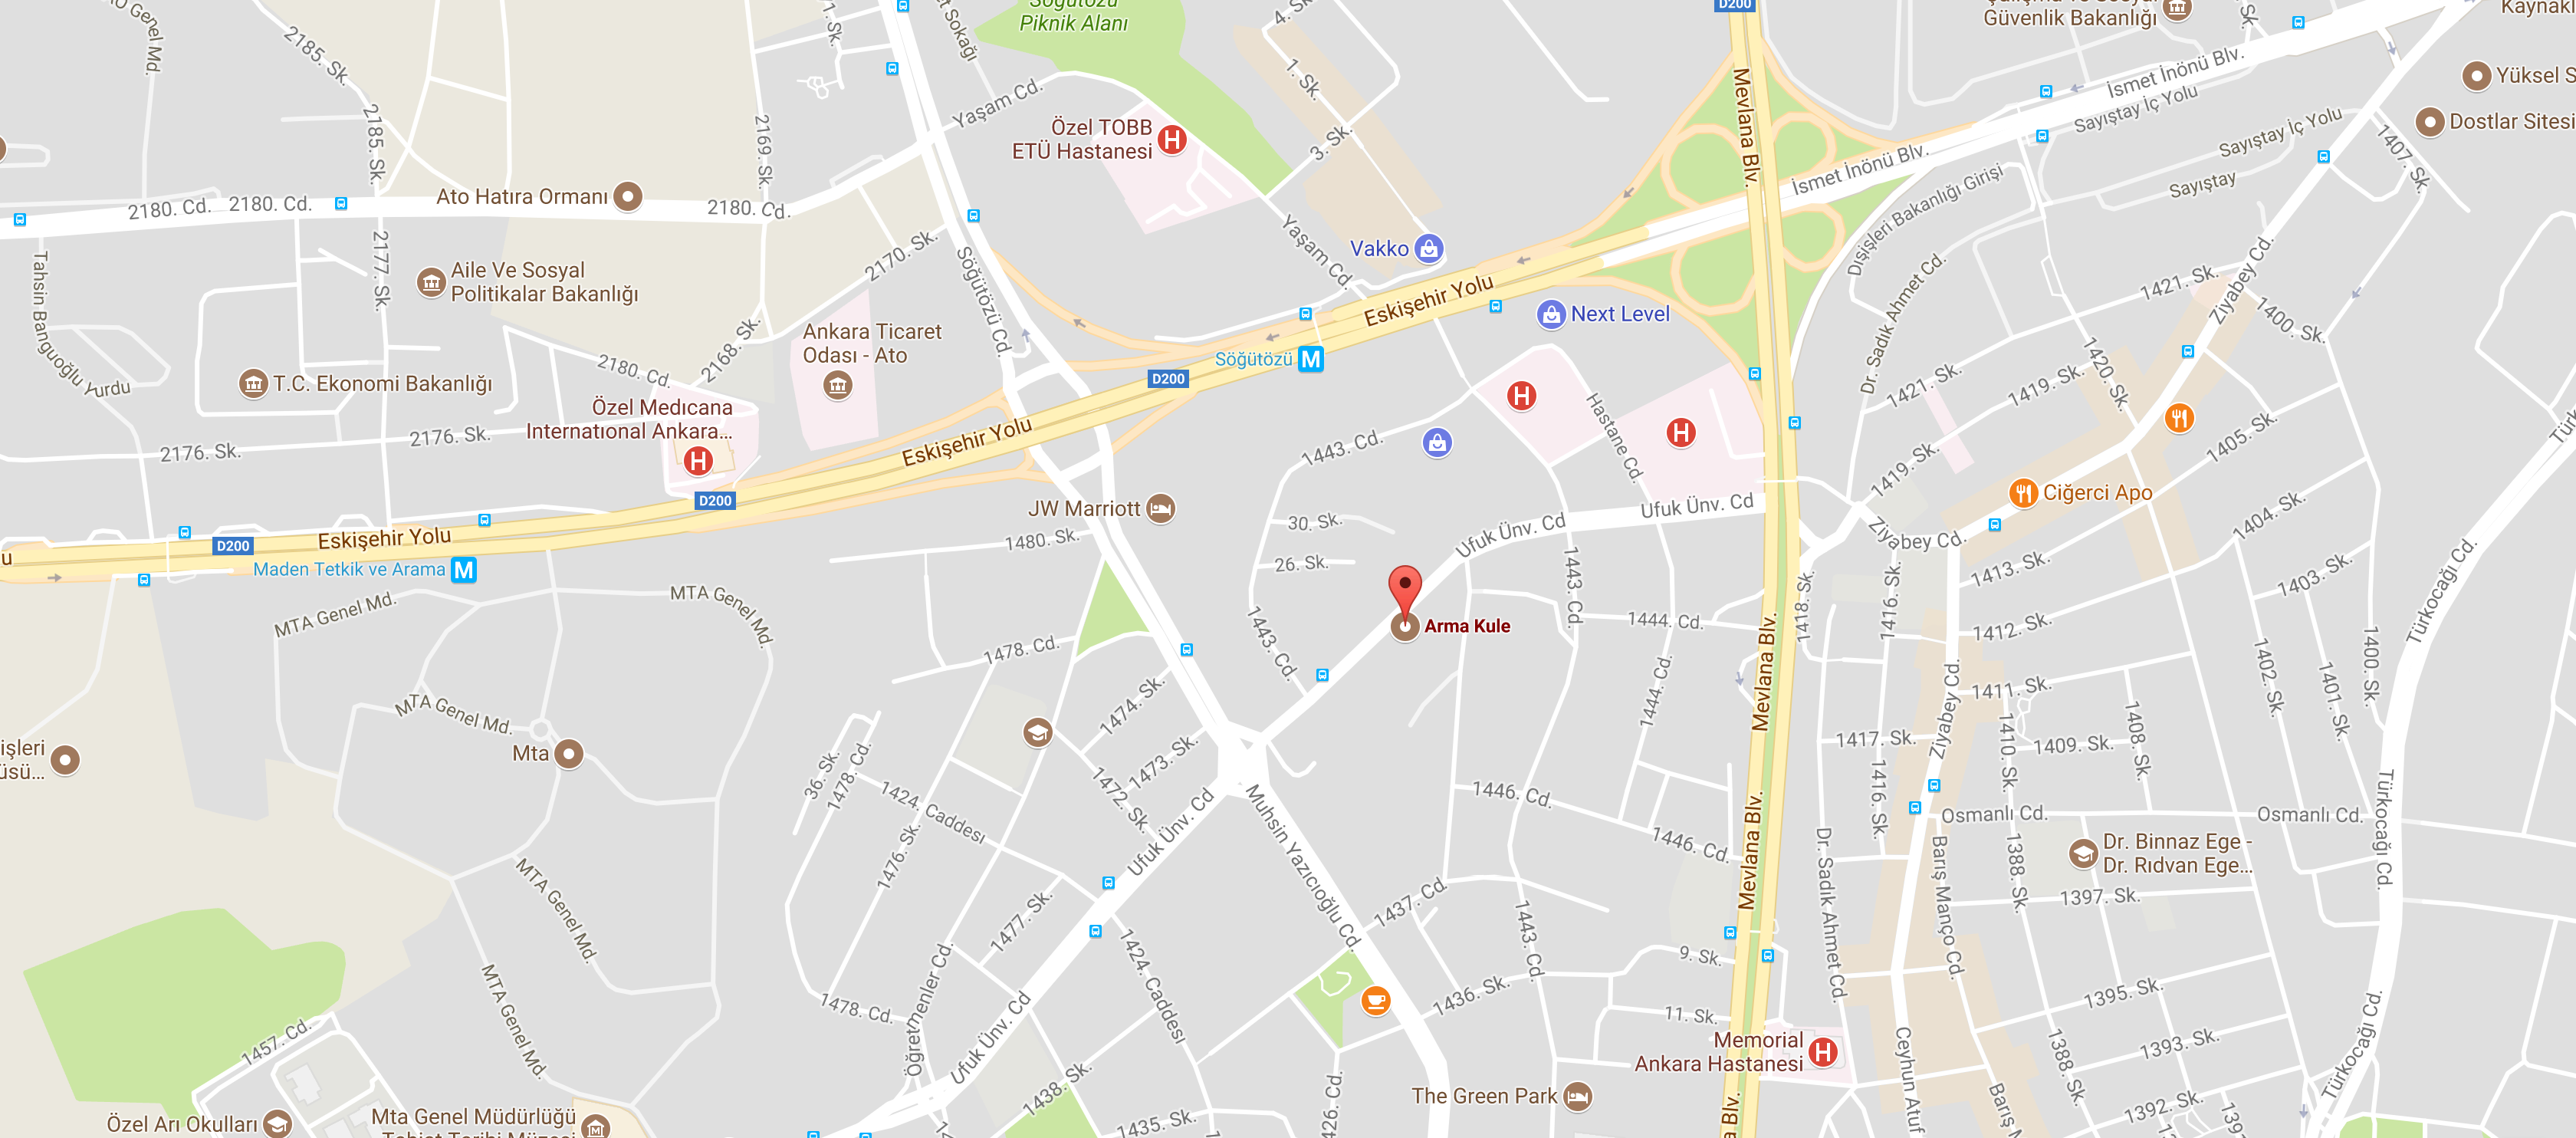 Söğütözü
Piknik Alanı
D200
Güvenlik Bakanlığı
Genel Md.
2185. Sk.
1. Sk.
4. Sk.
Sk.
İsmet İnönü Blv.
Yüksel S
Sayıştay İç Yolu
Dostlar Sitesi
Sayıştay İç Yolu
1407. Sk.
Yaşam Cd.
1. Sk.
Mevlana Blv.
Özel TOBB
ETÜ Hastanesi
3. Sk.
2185. Sk.
2169. Sk.
İsmet İnönü Blv.
Sayıştay
Ato Hatıra Ormanı
2180. Cd.
2180. Cd.
2180. Cd.
Dışişleri Bakanlığı Girişi
Yaşam Cd.
Vakko
2170. Sk.
Söğütözü Cd.
Tahsin Banguoğlu Yurdu
2177. Sk.
Aile Ve Sosyal
Politikalar Bakanlığı
Eskişehir Yolu
Next Level
Dr. Sadık Ahmet Cd.
1421. Sk.
Ziyabey Cd.
1400. Sk.
Ankara Ticaret
Odası - Ato
2168. Sk.
Söğütözü
M
D200
2180. Cd.
T.C. Ekonomi Bakanlığı
1421. Sk.
1419. Sk.
1420. Sk.
Özel Medıcana
Internatıonal Ankara...
H
H
H
H
H
Hastane Cd.
1405. Sk.
2176. Sk.
2176. Sk.
Eskişehir Yolu
1443. Cd.
1419. Sk.
D200
JW Marriott
Ciğerci Apo
Ufuk Ünv. Cd
1404. Sk.
30. Sk.
Ufuk Ünv. Cd
Ziyabey Cd.
Eskişehir Yolu
D200
1480. Sk.
Maden Tetkik ve Arama
M
26. Sk.
1443. Cd.
1413. Sk.
1403. Sk.
Türkocağı Cd.
MTA Genel Md.
MTA Genel Md.
1418. Sk.
1416. Sk.
Arma Kule
1444. Cd.
1412. Sk.
1443. Cd.
1478. Cd.
Mevlana Blv.
1400. Sk.
1402. Sk.
1401. Sk.
1474. Sk.
1444. Cd.
1411. Sk.
MTA Genel Md.
Ziyabey Cd.
1408. Sk.
1410. Sk.
1409. Sk.
1417. Sk.
işleri
üsü...
Mta
36. Sk.
1478. Cd.
1473. Sk.
1472. Sk.
1416. Sk.
1446. Cd.
Muhsin Yazıcıoğlu Cd.
Osmanlı Cd.
Osmanlı Cd.
1424. Caddesi
Ufuk Ünv. Cd
1446. Cd.
Mevlana Blv.
Türkocağı Cd.
1476. Sk.
Dr. Binnaz Ege -
Dr. Rıdvan Ege...
Dr. Sadık Ahmet Cd.
Barış Manço Cd.
1388. Sk.
MTA Genel Md.
1437. Cd.
1397. Sk.
1477. Sk.
1443. Cd.
1424. Caddesi
Öğretmenler Cd.
9. Sk.
MTA Genel Md.
1478. Cd.
1436. Sk.
1395. Sk.
11. Sk.
1457. Cd.
Ufuk Ünv. Cd
Memorial
Ankara Hastanesi
H
1393. Sk.
1388. Sk.
Türkocağı Cd.
Ceyhun Atuf
1438. Sk.
The Green Park
1392. Sk.
Barış
Özel Arı Okulları
Mta Genel Müdürlüğü
1435. Sk.
426. Cd.
Blv.